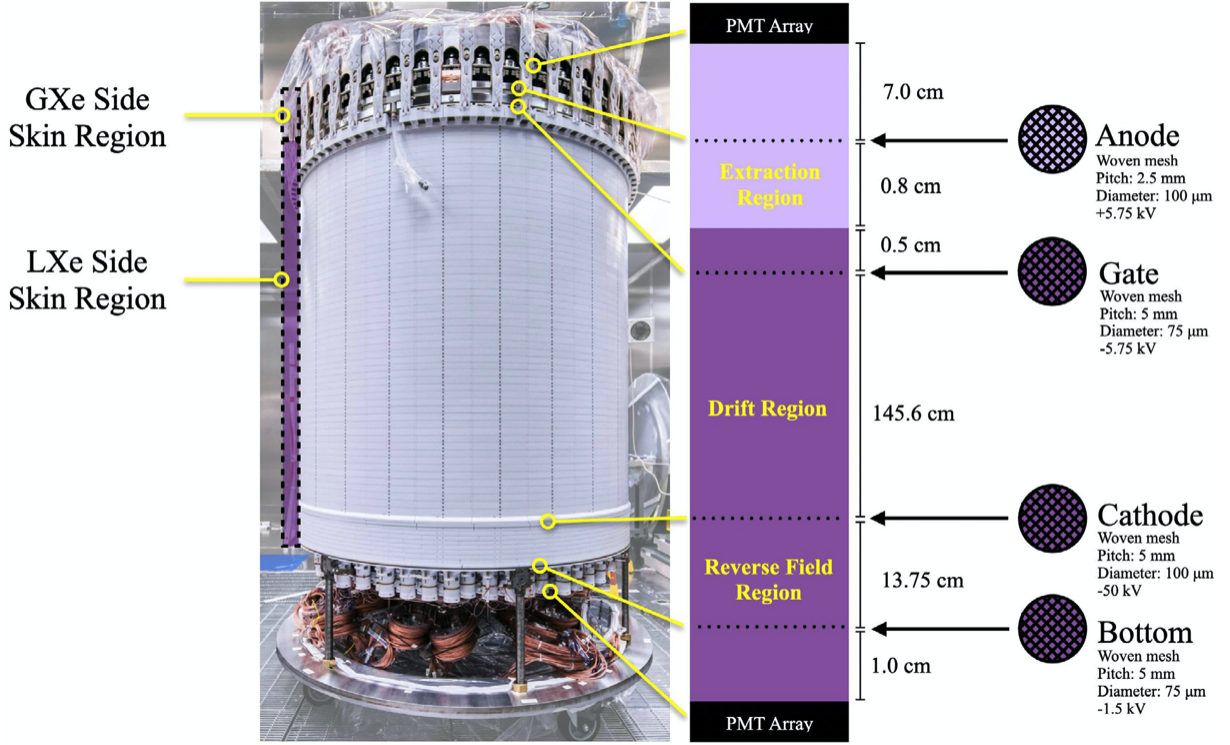 GXe Side
Skin Region
LXe Side
Skin Region
PMT Array
Extraction
Region
Drift Region
Reverse Field
Region
PMT Array
7.0 cm
0.8 cm
0.5 cm
145.6 cm
13.75 cm
1.0 cm
Anode
Woven mesh
Pitch: 2.5 mm
Diameter: 100 μm
+5.75 kV
Gate
Woven mesh
Pitch: 5 mm
Diameter: 75 μm
-5.75 kV
Cathode
Woven mesh
Pitch: 5 mm
Diameter: 100 μm
-50 kV
Bottom
Woven mesh
Pitch: 5 mm
Diameter: 75 μm
-1.5 kV